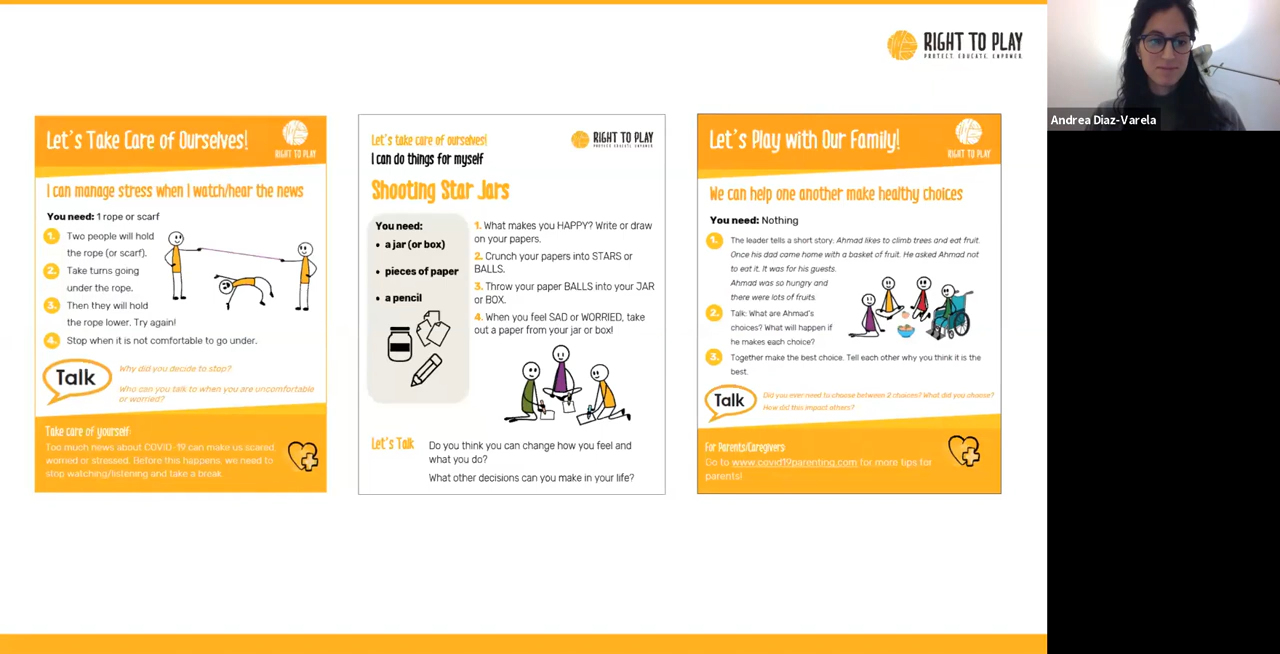 RIGHT TO PLAY
PROTECT. EDUCATE. EMPOWER.
Andrea Diaz-Varela
Let's Take Care of Ourselves!
RIGHT TO PLAY
I can manage stress when I watch/hear the news
You need: 1 rope or scarf
1. Two people will hold
the rope (or scarf).
2. Take turns going
under the rope.
3. Then they will hold
the rope lower. Try again!
4. Stop when it is not comfortable to go under.
Talk
Why did you decide to stop?
Who can you talk to when you are uncomfortable
or worried?
Take care of yourself:
Too much news about COVID-19 can make us scared,
worried or stressed. Before this happens, we need to
stop watching/listening and take a break.
Let's take care of ourselves!
I can do things for myself
RIGHT TO PLAY
PROTECT. EDUCATE. EMPOWER.
Shooting Star Jars
You need:
• a jar (or box)
• pieces of paper
• a pencil
1. What makes you HAPPY? Write or draw
on your papers.
2. Crunch your papers into STARS or
BALLS.
3. Throw your paper BALLS into your JAR
or BOX.
4. When you feel SAD or WORRIED, take
out a paper from your jar or box!
Let's Talk
Do you think you can change how you feel and
what you do?
What other decisions can you make in your life?
Let's Play with Our Family!
RIGHT TO PLAY
We can help one another make healthy choices
You need: Nothing
1. The leader tells a short story. Ahmad likes to climb trees and eat fruit.
Once his dad came home with a basket of fruit. He asked Ahmad not
to eat it. It was for his guests.
Ahmad was so hungry and
there were lots of fruits.
2. Talk: What are Ahmad's
choices? What will happen if
he makes each choice?
3. Together make the best choice. Tell each other why you think it is the
best.
Talk
Did you ever need to choose between 2 choices? What did you choose?
How did this impact others?
For Parents/Caregivers
Go to www.covid19parenting.com for more tips for
parents!